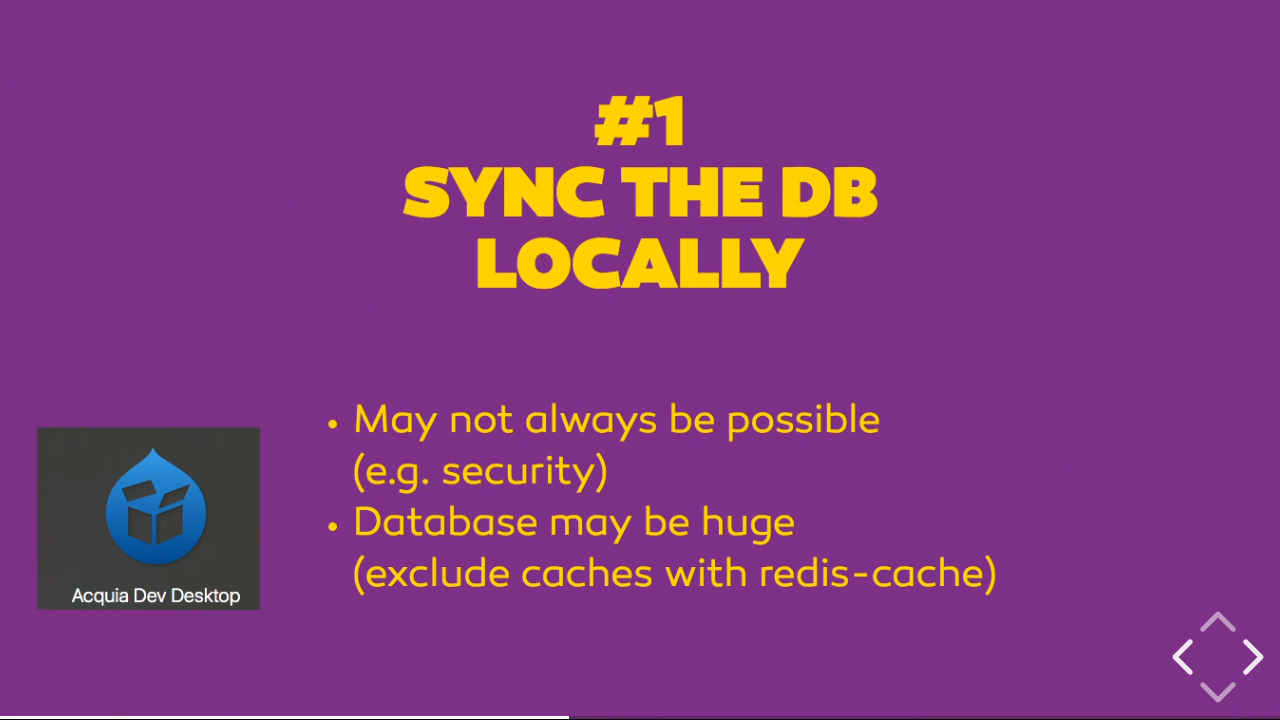 #1
SYNC THE DB
LOCALLY
• May not always be possible
(e.g. security)
• Database may be huge
(exclude caches with redis-cache)
Acquia Dev Desktop